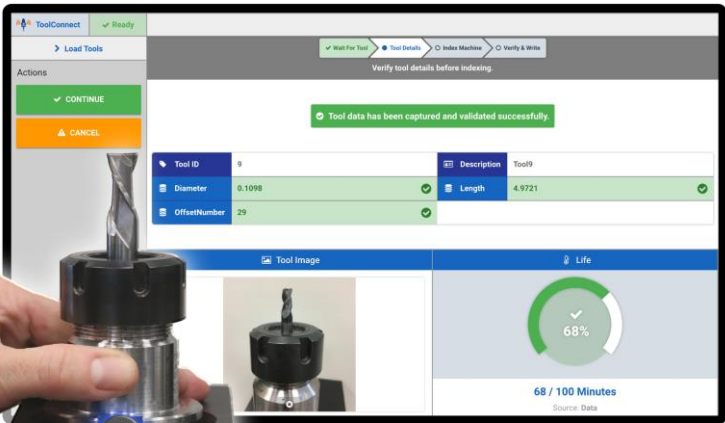 ToolConnect
Ready
Load Tools
Wait For Tool
Tool Details
Index Machine
Verify & Write
Verify tool details before indexing.
Actions
CONTINUE
CANCEL
Tool data has been captured and validated successfully.
Tool ID 9 Description Tool9
Diameter 0.1098 Length 4.9721
OffsetNumber 29
Tool Image
Life
68%
68 / 100 Minutes
Source: Data